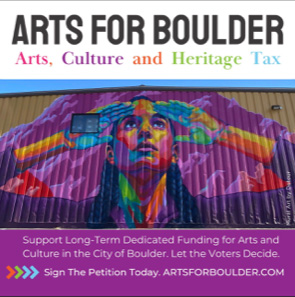 ARTS FOR BOULDER
Arts, Culture and Heritage Tax
Support Long-Term Dedicated Funding for Arts and
Culture in the City of Boulder. Let the Voters Decide.
Sign The Petition Today. ARTSFORBOULDER.COM